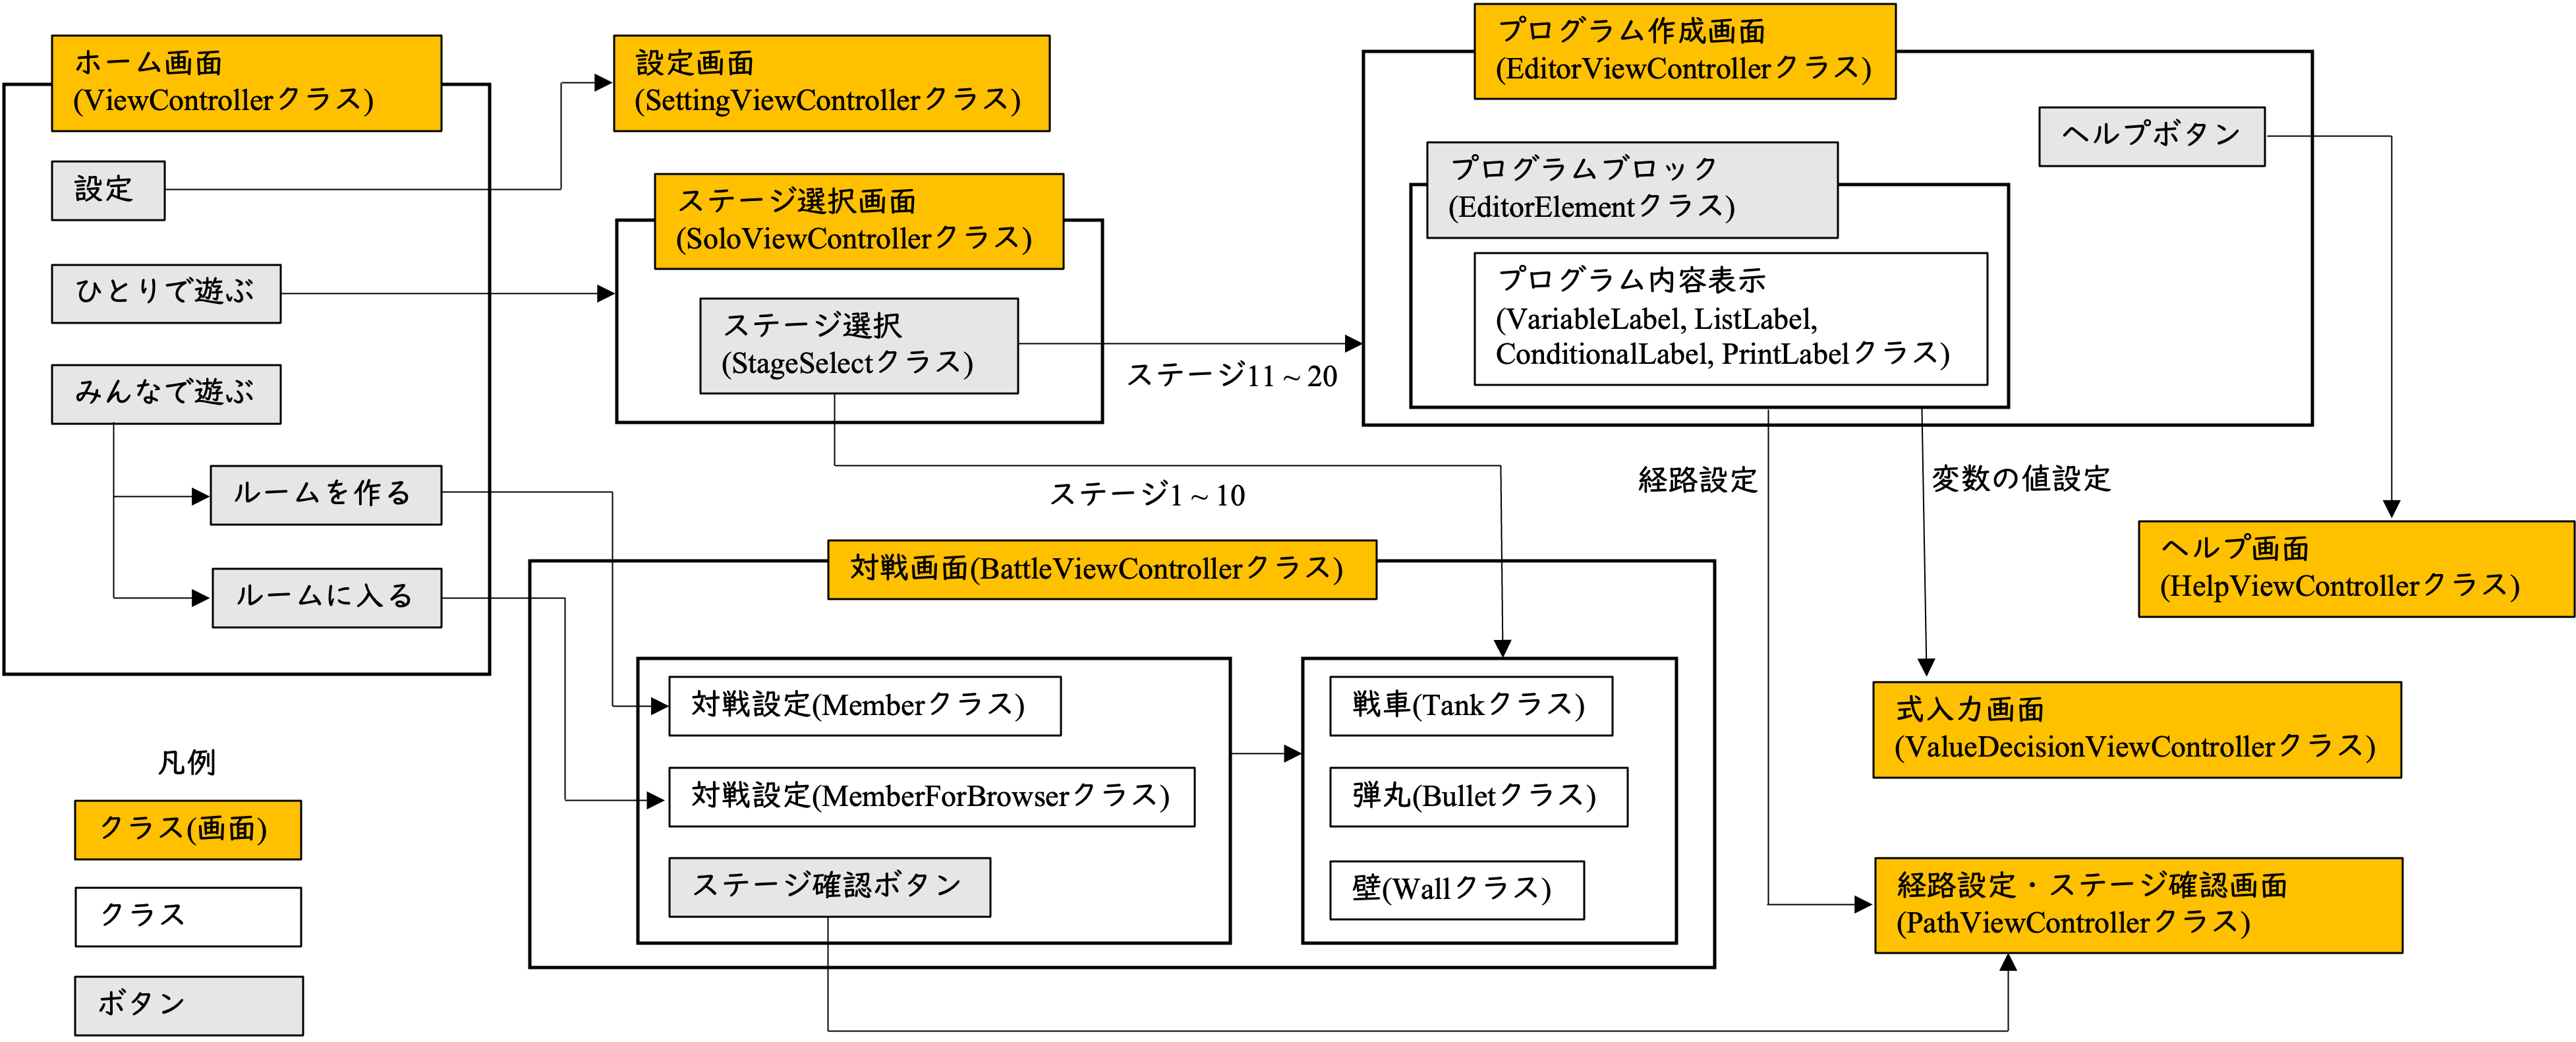 ホーム画面
(ViewControllerクラス)
設定
ひとりで遊ぶ
みんなで遊ぶ
ルームを作る
ルームに入る
設定画面
(SettingViewControllerクラス)
ステージ選択画面
(SoloViewControllerクラス)
ステージ選択
(StageSelectクラス)
ステージ11 ~ 20
ステージ1 ~ 10
プログラム作成画面
(EditorViewControllerクラス)
ヘルプボタン
プログラムブロック
(EditorElementクラス)
プログラム内容表示
(VariableLabel, ListLabel,
ConditionalLabel, PrintLabelクラス)
経路設定
変数の値設定
ヘルプ画面
(HelpViewControllerクラス)
対戦画面(BattleViewControllerクラス)
対戦設定(Memberクラス)
対戦設定(MemberForBrowserクラス)
ステージ確認ボタン
戦車(Tankクラス)
弾丸(Bulletクラス)
壁(Wallクラス)
式入力画面
(ValueDecisionViewControllerクラス)
経路設定・ステージ確認画面
(PathViewControllerクラス)
凡例
クラス(画面)
クラス
ボタン